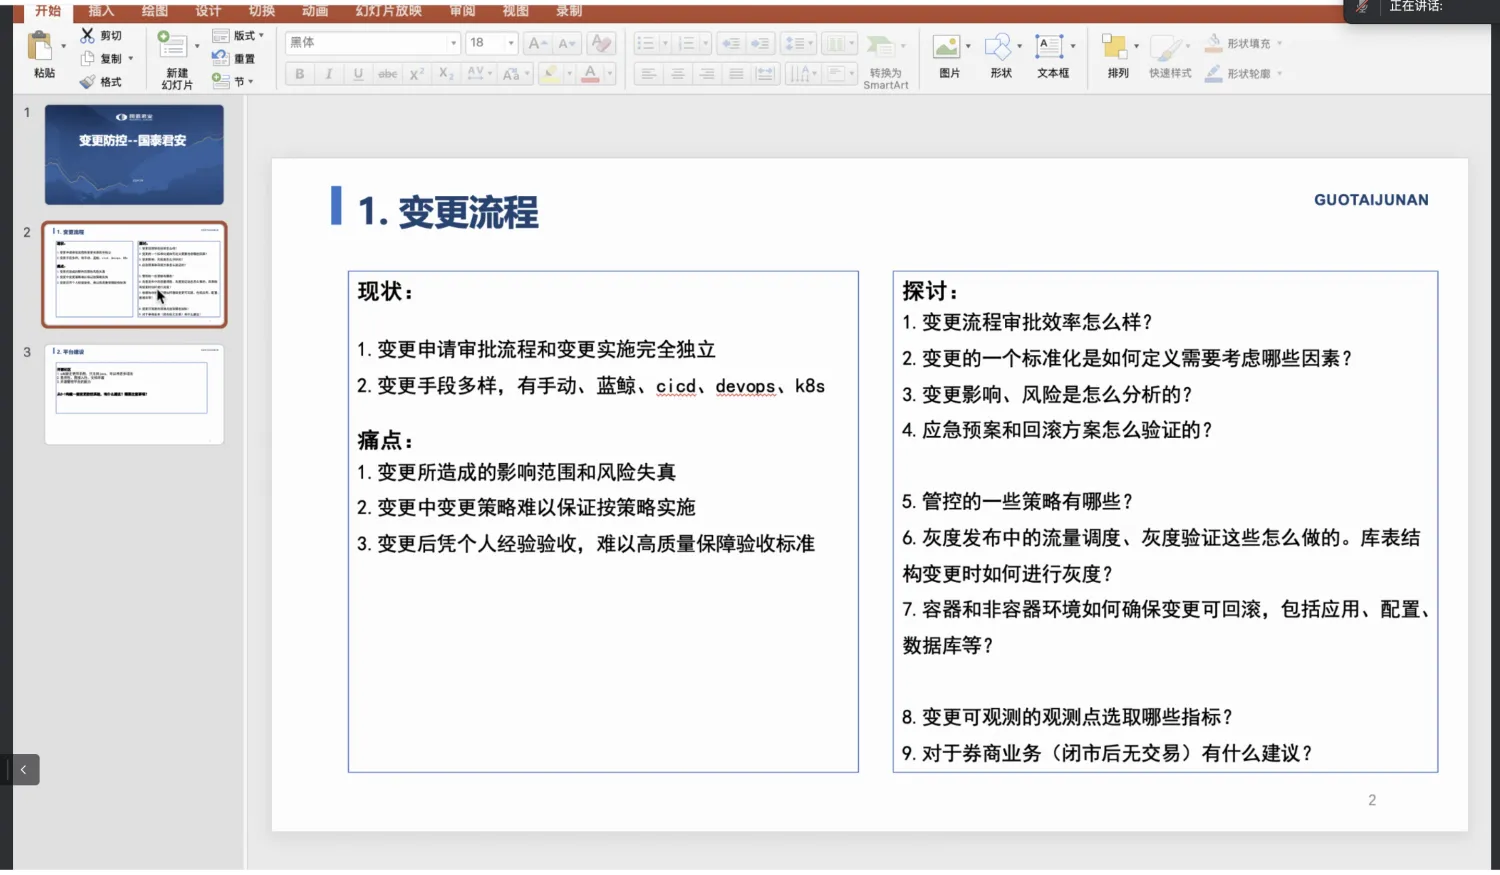 开始 插入 绘图 设计 切换 动画 幻灯片放映 审阅 视图 录制
正在讲话:
粘贴
剪切
复制
格式
新建
幻灯片
版式
重置
节
黑体
18
转换为
SmartArt
图片
形状
文本框
排列
快速样式
形状填充
形状轮廓
1
变更防控--国泰君安
2
1. 变更流程
3
2. 平台建设
1. 变更流程
GUOTAIJUNAN
现状：
1. 变更申请审批流程和变更实施完全独立
2. 变更手段多样，有手动、蓝鲸、cicd、devops、k8s
痛点：
1. 变更所造成的影响范围和风险失真
2. 变更中变更策略难以保证按策略实施
3. 变更后凭个人经验验收，难以高质量保障验收标准
探讨：
1. 变更流程审批效率怎么样？
2. 变更的一个标准化是如何定义需要考虑哪些因素？
3. 变更影响、风险是怎么分析的？
4. 应急预案和回滚方案怎么验证的？
5. 管控的一些策略有哪些？
6. 灰度发布中的流量调度、灰度验证这些怎么做的。库表结
构变更时如何进行灰度？
7. 容器和非容器环境如何确保变更可回滚，包括应用、配置、
数据库等？
8. 变更可观测的观测点选取哪些指标？
9. 对于券商业务（闭市后无交易）有什么建议？
2